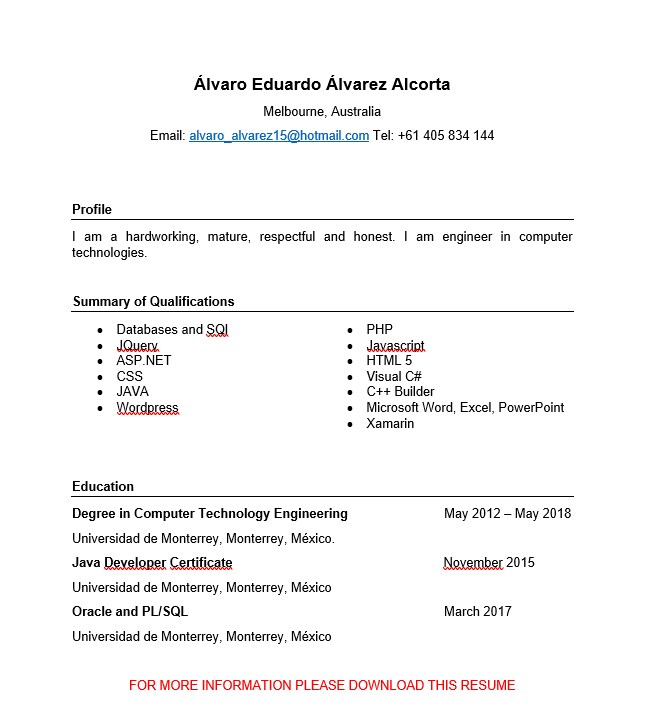 Álvaro Eduardo Álvarez Alcorta
Melbourne, Australia
Email: alvaro_alvarez15@hotmail.com Tel: +61 405 834 144
Profile
I am a hardworking, mature, respectful and honest. I am engineer in computer
technologies.
Summary of Qualifications
• Databases and SQl
• JQuery
• ASP.NET
• CSS
• JAVA
• Wordpress
• PHP
• Javascript
• HTML 5
• Visual C#
• C++ Builder
• Microsoft Word, Excel, PowerPoint
• Xamarin
Education
Degree in Computer Technology Engineering May 2012 – May 2018
Universidad de Monterrey, Monterrey, México.
Java Developer Certificate November 2015
Universidad de Monterrey, Monterrey, México
Oracle and PL/SQL March 2017
Universidad de Monterrey, Monterrey, México
FOR MORE INFORMATION PLEASE DOWNLOAD THIS RESUME